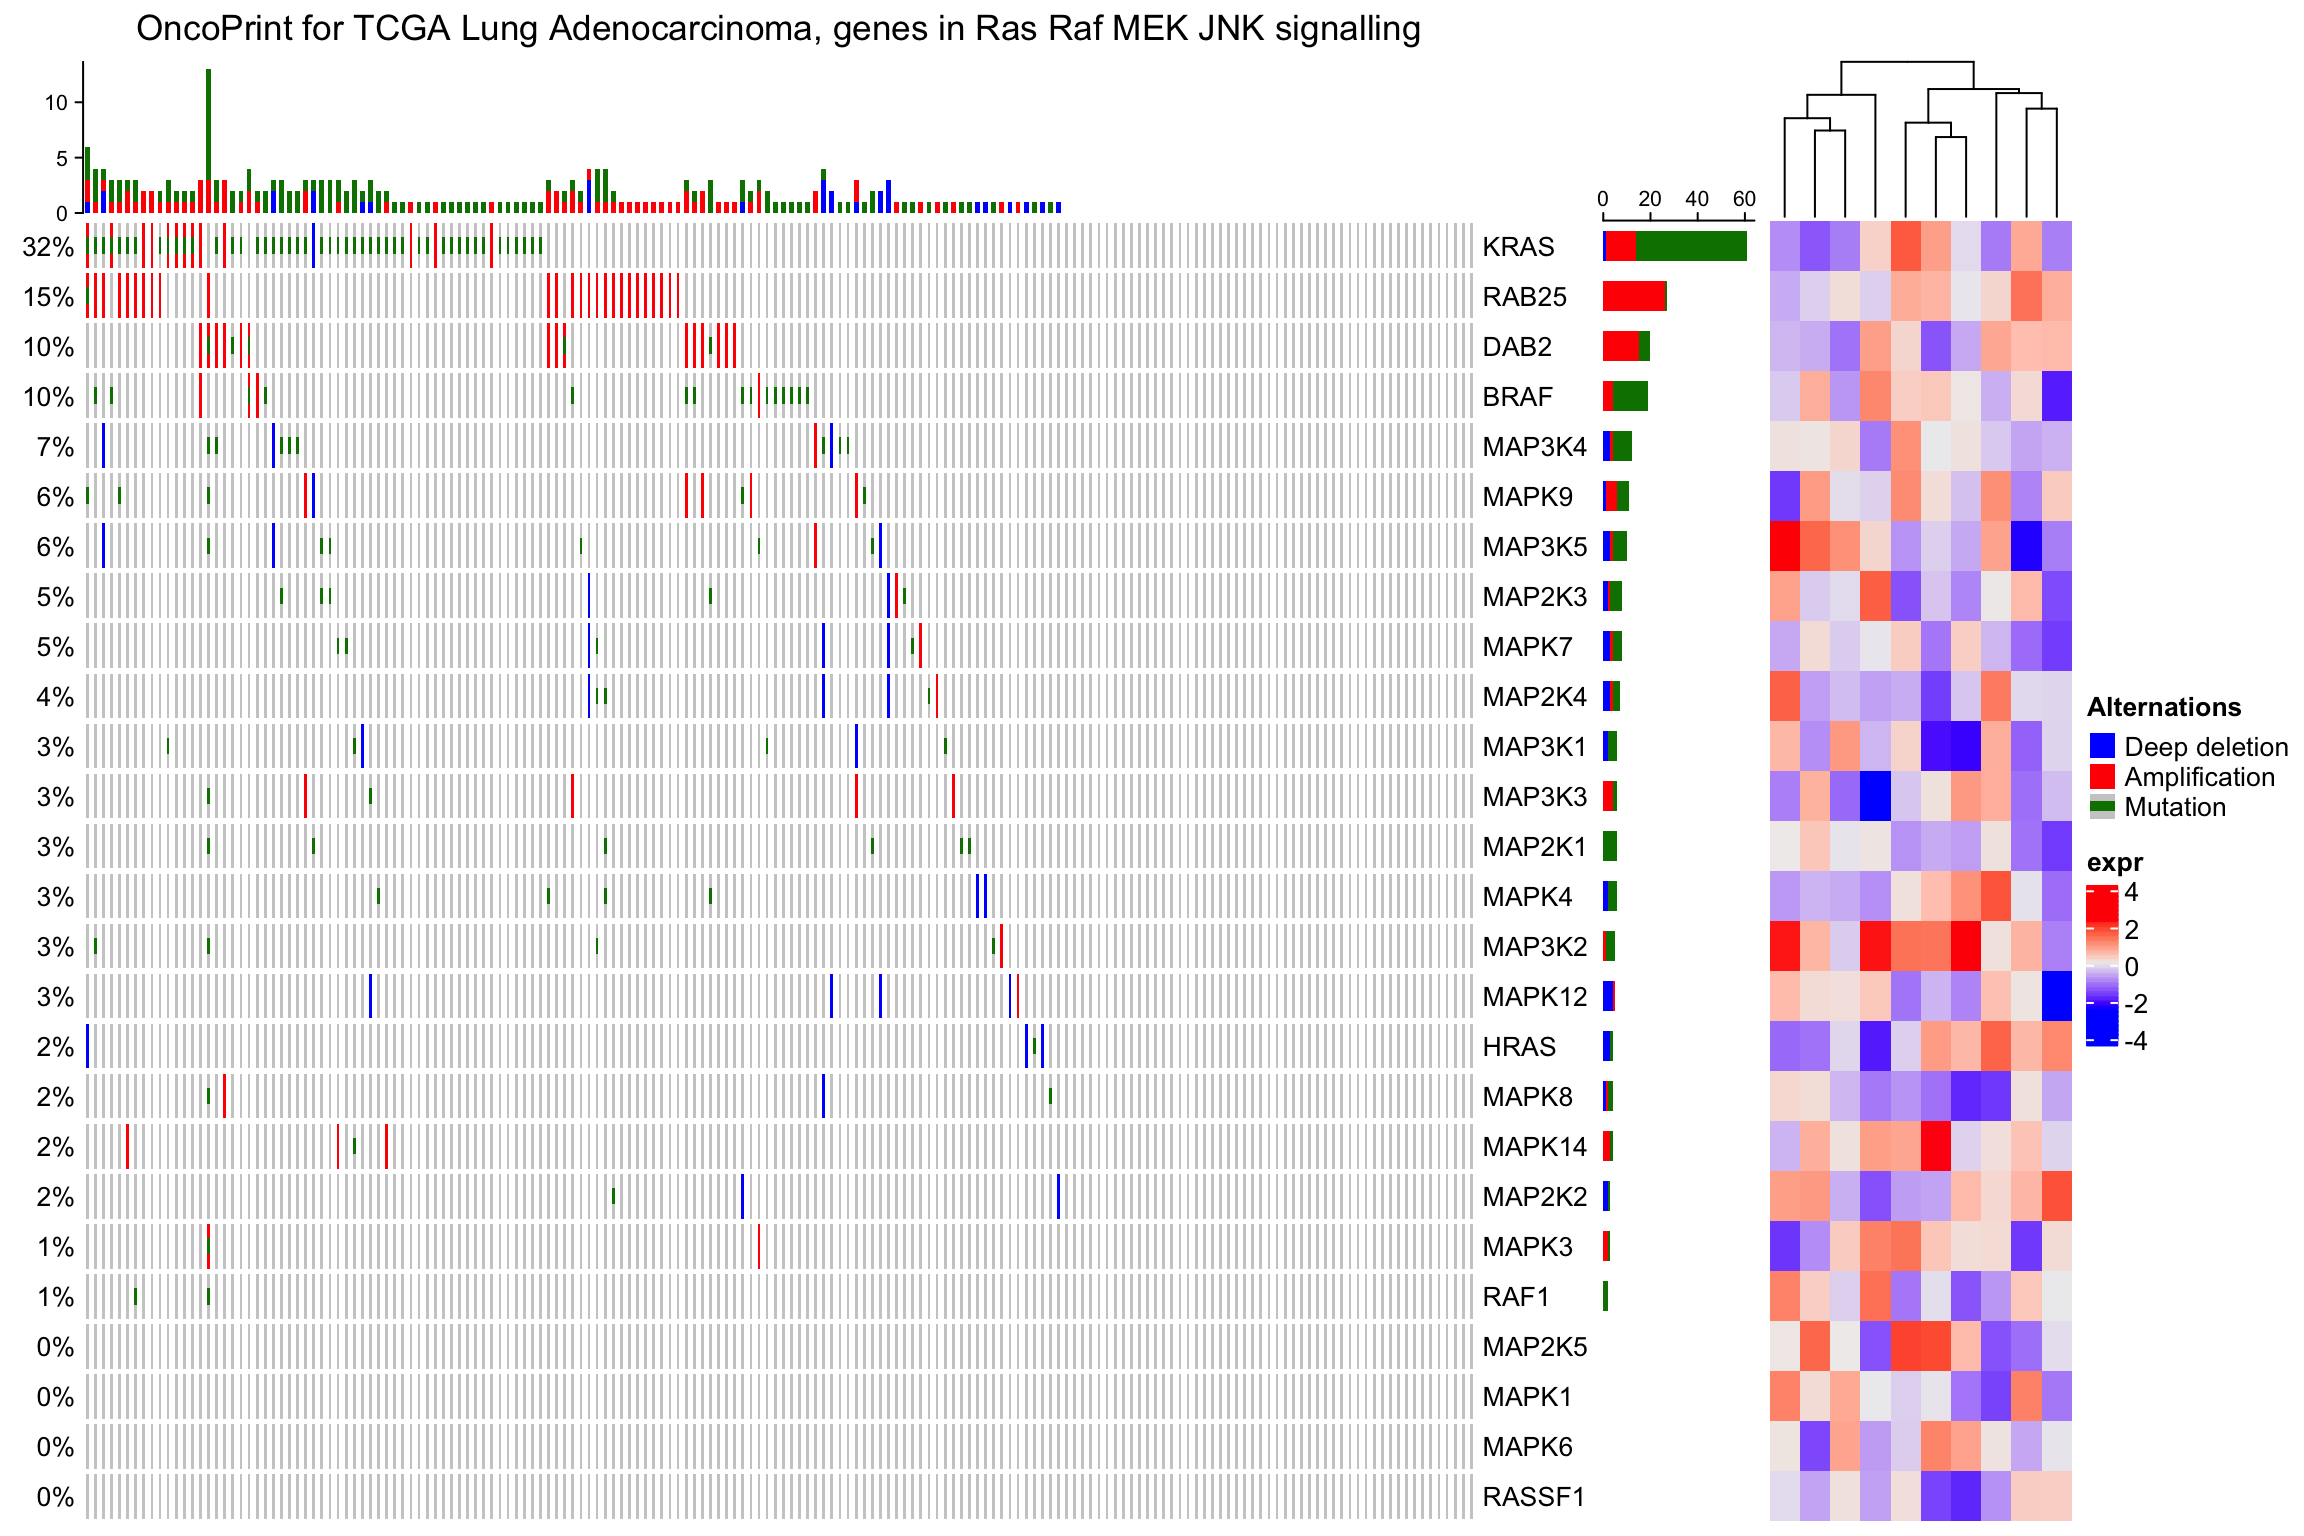 OncoPrint for TCGA Lung Adenocarcinoma, genes in Ras Raf MEK JNK signalling
10
5
0
0 20 40 60
32% KRAS
15% RAB25
10% DAB2
10% BRAF
7% MAP3K4
6% MAPK9
6% MAP3K5
5% MAP2K3
5% MAPK7
4% MAP2K4
3% MAP3K1
3% MAP3K3
3% MAP2K1
3% MAPK4
3% MAP3K2
3% MAPK12
2% HRAS
2% MAPK8
2% MAPK14
2% MAP2K2
1% MAPK3
1% RAF1
0% MAP2K5
0% MAPK1
0% MAPK6
0% RASSF1
Alternations
Deep deletion
Amplification
Mutation
expr
4
2
0
-2
-4